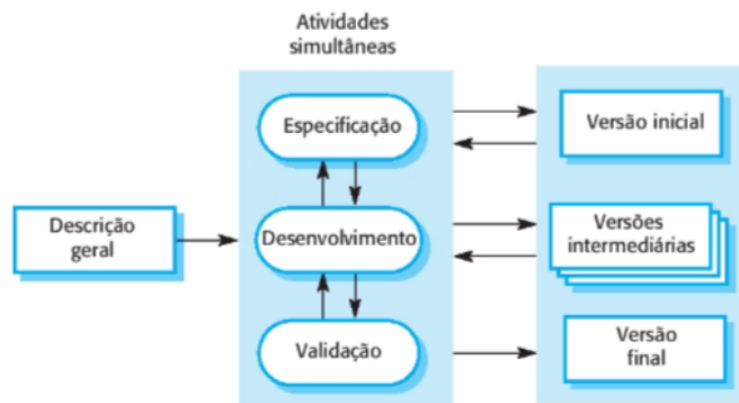 Atividades
simultâneas
Especificação
Versão inicial
Descrição
geral
Desenvolvimento
Versões
intermediárias
Validação
Versão
final